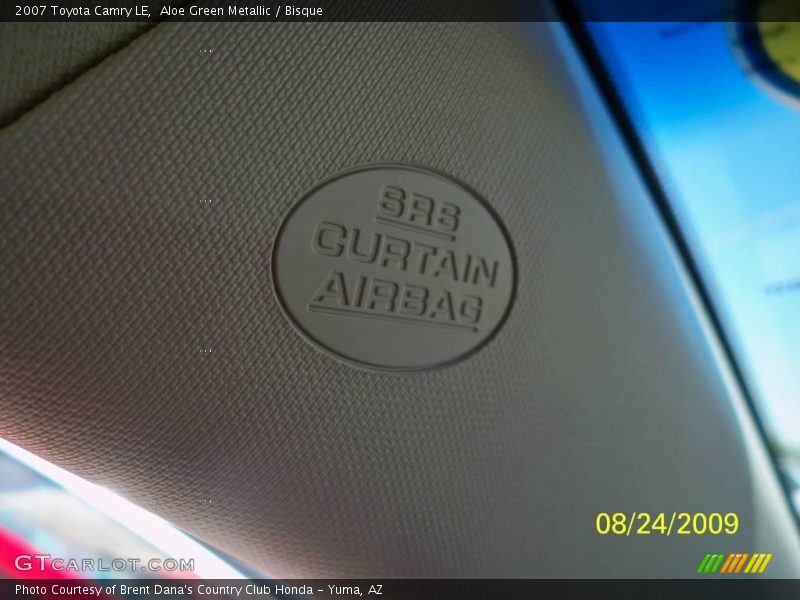 2007 Toyota Camry LE,  Aloe Green Metallic / Bisque
SRS
CURTAIN
AIRBAG
08/24/2009
GTCARLOT.COM
Photo Courtesy of Brent Dana's Country Club Honda - Yuma, AZ